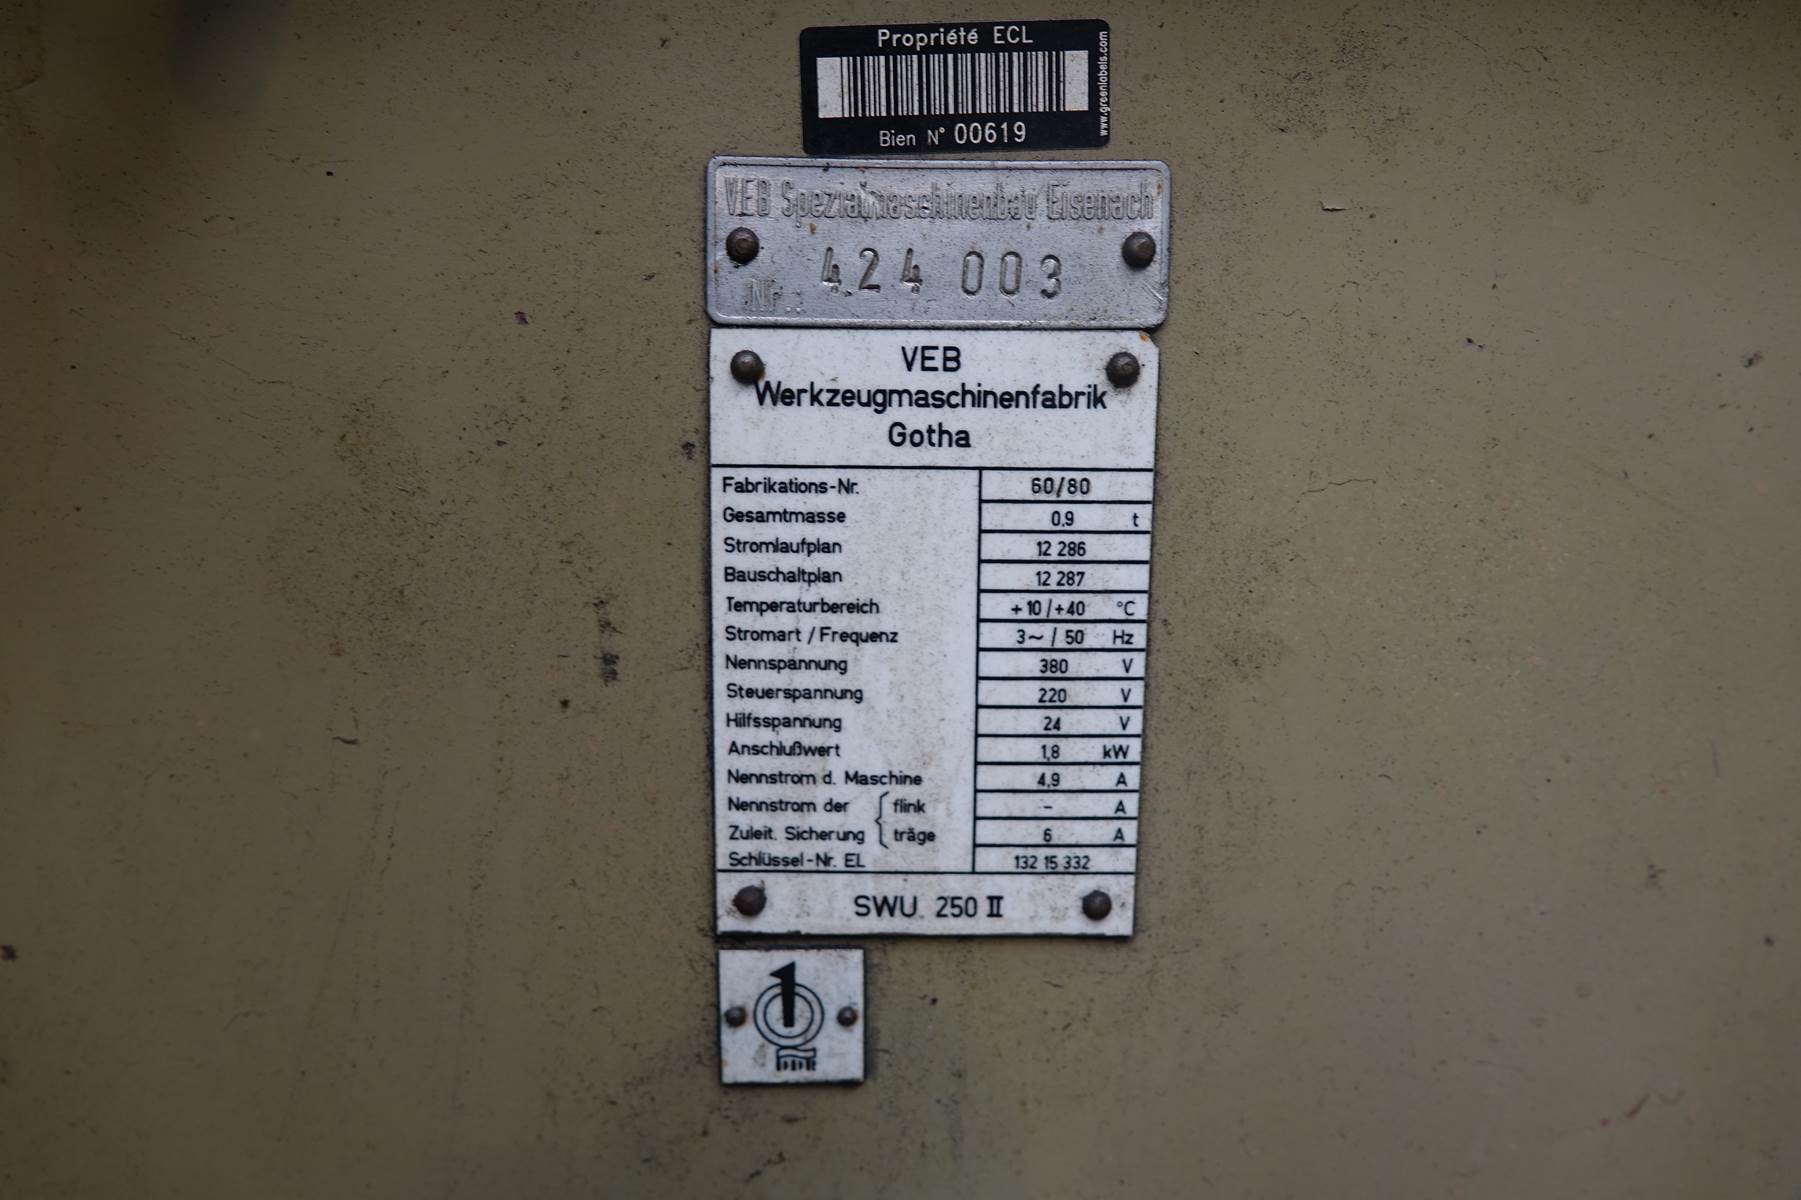 Propriété ECL
www.greenlabels.com
Bien N° 00619
VEB Spezialmaschinenbau Eisenach
Nr.: 424 003
VEB
Werkzeugmaschinenfabrik
Gotha
Fabrikations-Nr. 60/80
Gesamtmasse 0,9 t
Stromlaufplan 12 286
Bauschaltplan 12 287
Temperaturbereich +10/+40 °C
Stromart / Frequenz 3~ / 50 Hz
Nennspannung 380 V
Steuerspannung 220 V
Hilfsspannung 24 V
Anschlußwert 1,8 kW
Nennstrom d. Maschine 4,9 A
Nennstrom der { flink - A
Zuleit. Sicherung { träge 6 A
Schlüssel-Nr. EL 132 15 332
SWU 250 II
1
DDR